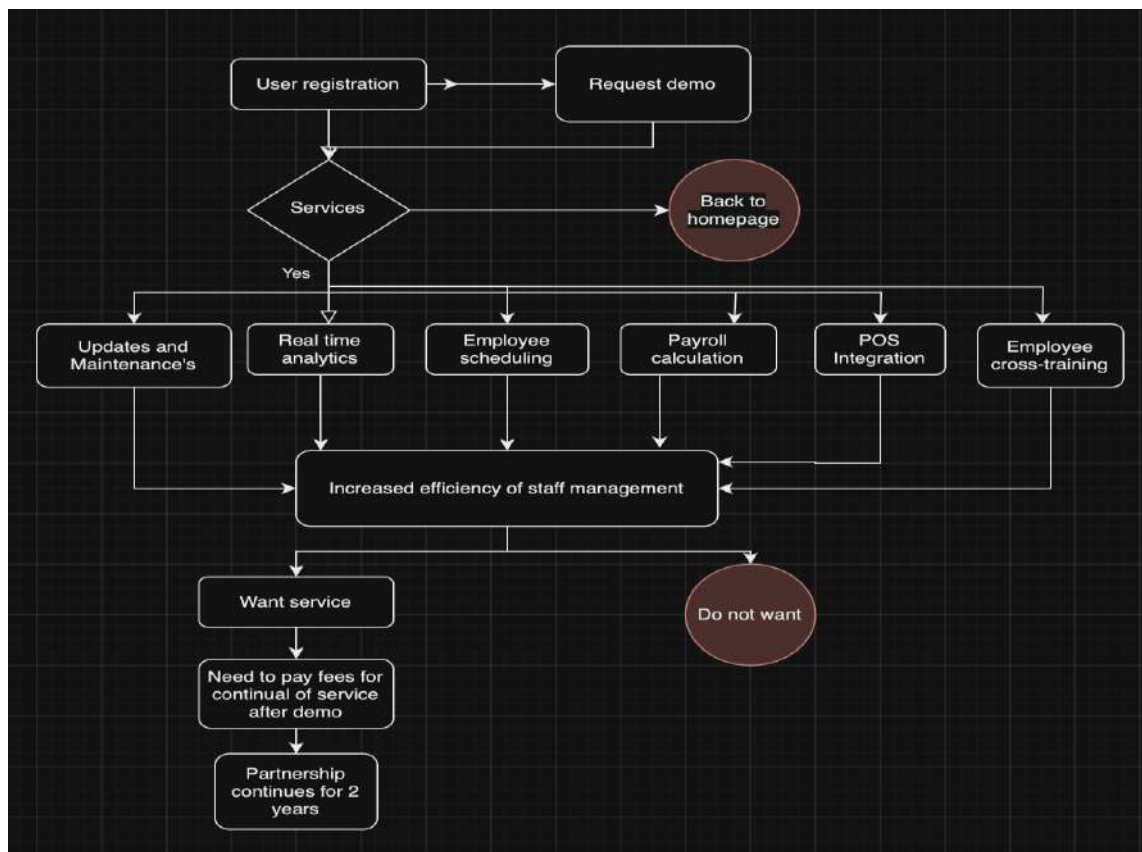 User registration
Request demo
Services
Back to
homepage
Yes
Updates and
Maintenance's
Real time
analytics
Employee
scheduling
Payroll
calculation
POS
Integration
Employee
cross-training
Increased efficiency of staff management
Want service
Do not want
Need to pay fees for
continual of service
after demo
Partnership
continues for 2
years